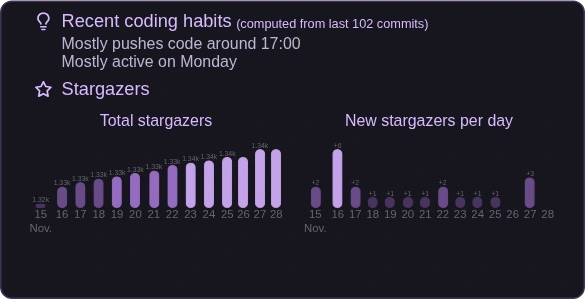 Recent coding habits (computed from last 102 commits)
Mostly pushes code around 17:00
Mostly active on Monday
Stargazers
Total stargazers
1.32k 1.33k 1.33k 1.33k 1.33k 1.33k 1.33k 1.33k 1.34k 1.34k 1.34k 1.34k
15 16 17 18 19 20 21 22 23 24 25 26 27 28
Nov.
New stargazers per day
+2 +6 +2 +1 +1 +1 +1 +2 +1 +1 +1 +3
15 16 17 18 19 20 21 22 23 24 25 26 27 28
Nov.